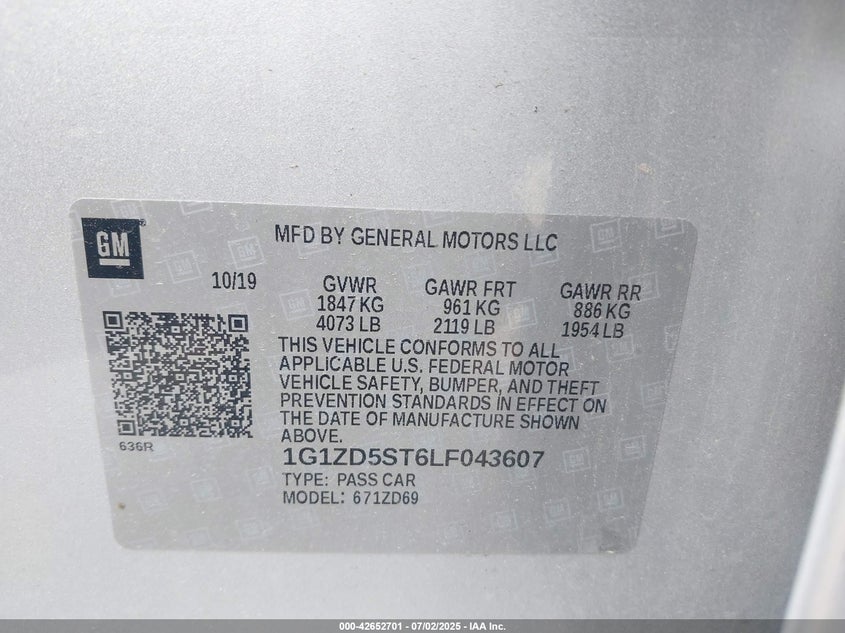 GM
MFD BY GENERAL MOTORS LLC
10/19
GVWR GAWR FRT GAWR RR
1847 KG 961 KG 886 KG
4073 LB 2119 LB 1954 LB
THIS VEHICLE CONFORMS TO ALL
APPLICABLE U.S. FEDERAL MOTOR
VEHICLE SAFETY, BUMPER, AND THEFT
PREVENTION STANDARDS IN EFFECT ON
THE DATE OF MANUFACTURE SHOWN
ABOVE.
636R
1G1ZD5ST6LF043607
TYPE: PASS CAR
MODEL: 671ZD69
000-42652701 - 07/02/2025 - IAA Inc.